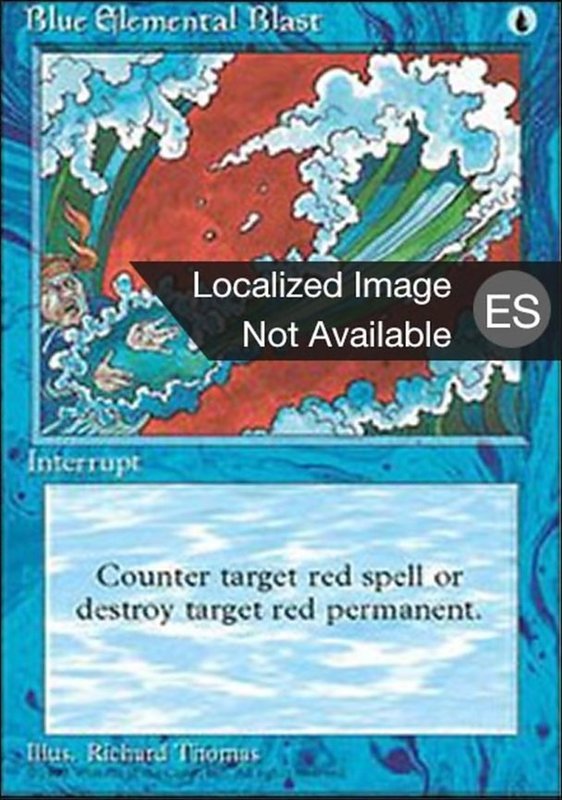 Blue Elemental Blast
Localized Image
Not Available
ES
Interrupt
Counter target red spell or
destroy target red permanent.
Illus. Richard Thomas